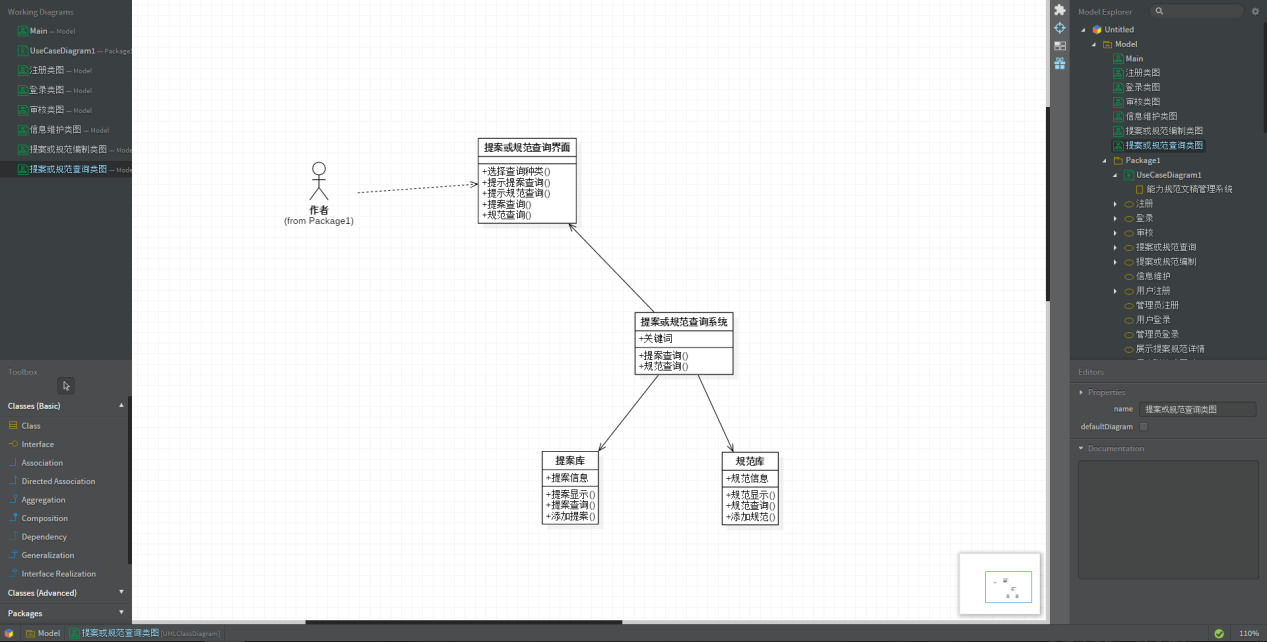 Working Diagrams
Main — Model
UseCaseDiagram1 — Package1
注册类图 — Model
登录类图 — Model
审核类图 — Model
信息维护类图 — Model
提案或规范编制类图 — Mode
提案或规范查询类图 — Mode
Toolbox
Classes (Basic)
Class
Interface
Association
Directed Association
Aggregation
Composition
Dependency
Generalization
Interface Realization
Classes (Advanced)
Packages
作者
(from Package1)
提案或规范查询界面
+选择查询种类()
+提示提案查询()
+提示规范查询()
+提案查询()
+规范查询()
提案或规范查询系统
+关键词
+提案查询()
+规范查询()
提案库
+提案信息
+提案显示()
+提案查询()
+添加提案()
规范库
+规范信息
+规范显示()
+规范查询()
+添加规范()
Model Explorer
Untitled
Model
Main
注册类图
登录类图
审核类图
信息维护类图
提案或规范编制类图
提案或规范查询类图
Package1
UseCaseDiagram1
能力规范文稿管理系统
注册
登录
审核
提案或规范查询
提案或规范编制
信息维护
用户注册
管理员注册
用户登录
管理员登录
展示提案规范详情
Editors
Properties
name 提案或规范查询类图
defaultDiagram
Documentation
Model 提案或规范查询类图 [UMLClassDiagram]
110%